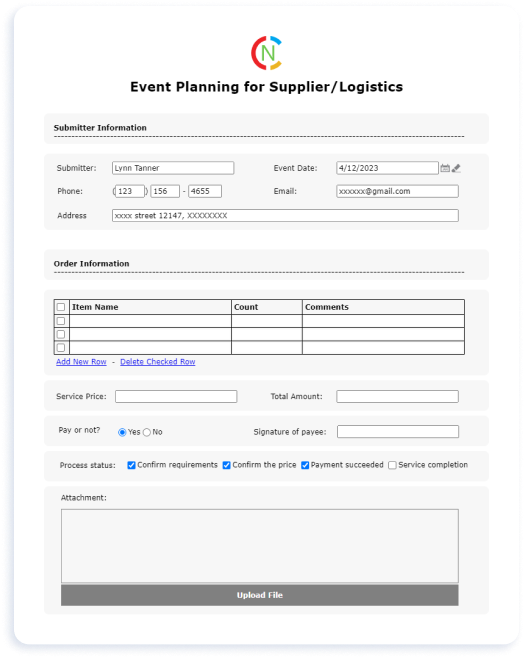 N
Event Planning for Supplier/Logistics
Submitter Information
Submitter: Lynn Tanner Event Date: 4/12/2023
Phone: (123) 156 - 4655 Email: xxxxxx@gmail.com
Address xxxx street 12147, XXXXXXXX
Order Information
Item Name Count Comments
Add New Row - Delete Checked Row
Service Price: Total Amount:
Pay or not? Yes No Signature of payee:
Process status: Confirm requirements Confirm the price Payment succeeded Service completion
Attachment:
Upload File